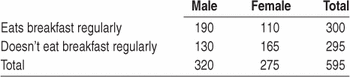 Male Female Total
Eats breakfast regularly 190 110 300
Doesn't eat breakfast regularly 130 165 295
Total 320 275 595